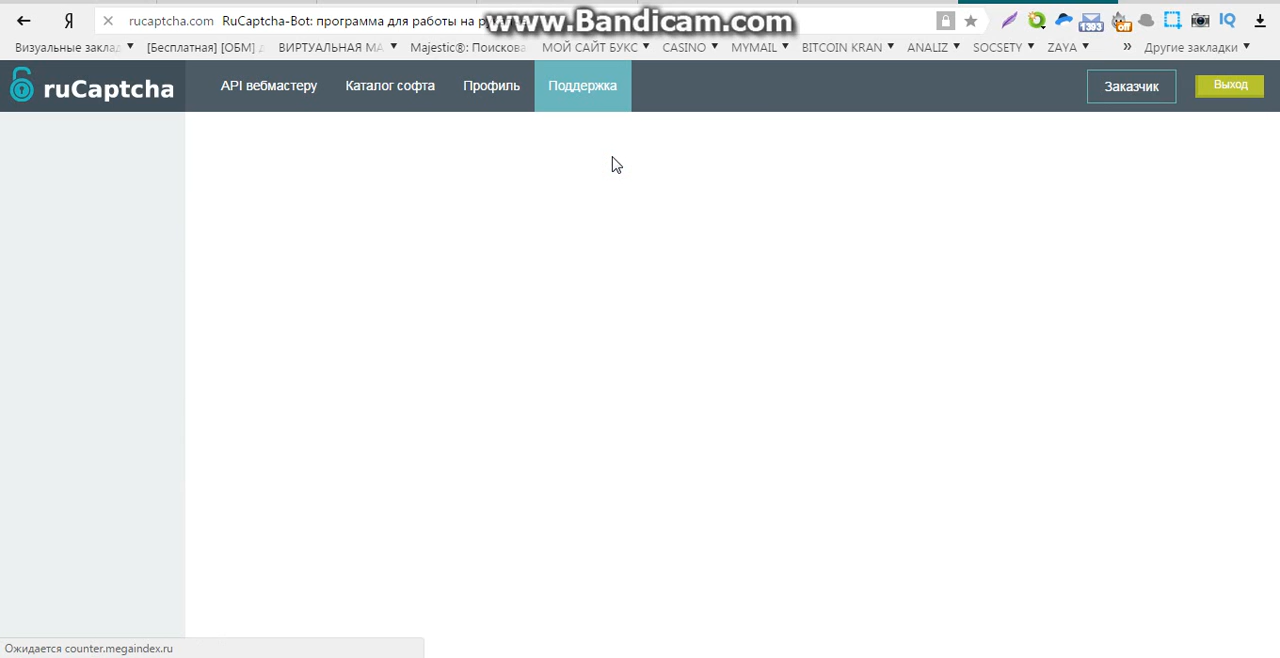 Я rucaptcha.com RuCaptcha-Bot: программа для работы на
www.Bandicam.com
1393
off
IQ
Визуальные заклад [Бесплатная] [ОБМ] ВИРТУАЛЬНАЯ МА Majestic®: Поискова МОЙ САЙТ БУКС CASINO MYMAIL BITCOIN KRAN ANALIZ SOCSETY ZAYA » Другие закладки
ruCaptcha API вебмастеру Каталог софта Профиль Поддержка Заказчик Выход
Ожидается counter.megaindex.ru